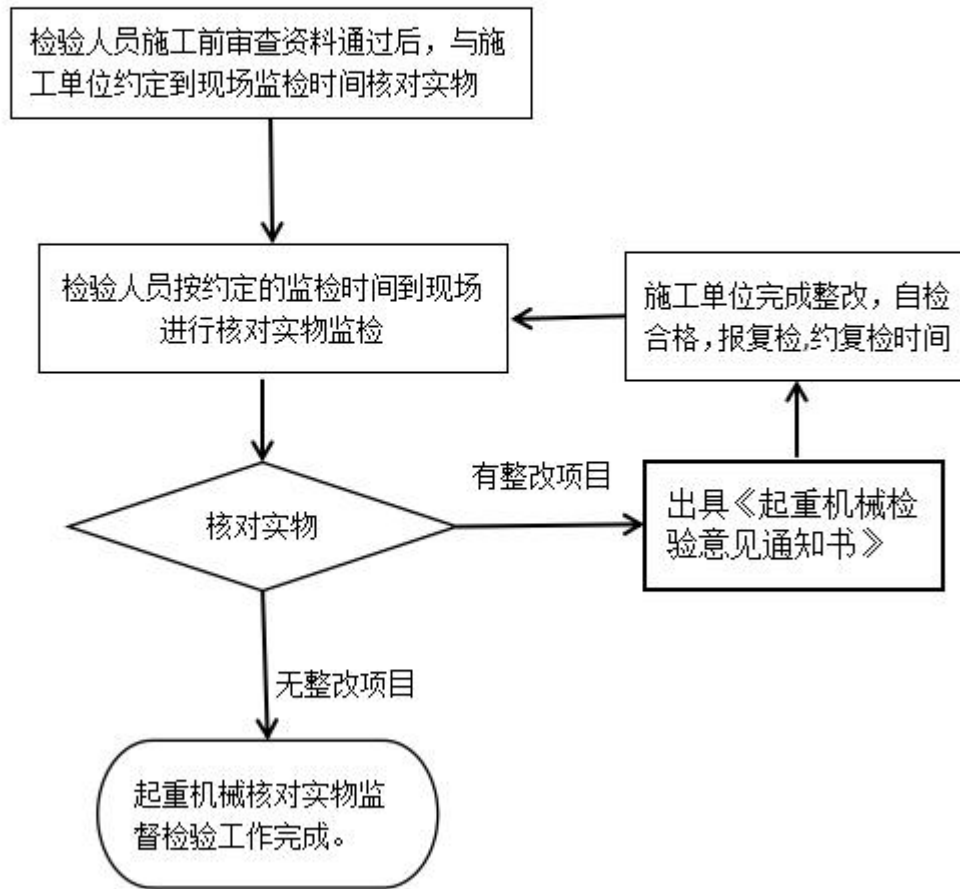 检验人员施工前审查资料通过后，与施
工单位约定到现场监检时间核对实物
检验人员按约定的监检时间到现场
进行核对实物监检
施工单位完成整改，自检
合格，报复检,约复检时间
核对实物
有整改项目
出具《起重机械检
验意见通知书》
无整改项目
起重机械核对实物监
督检验工作完成。